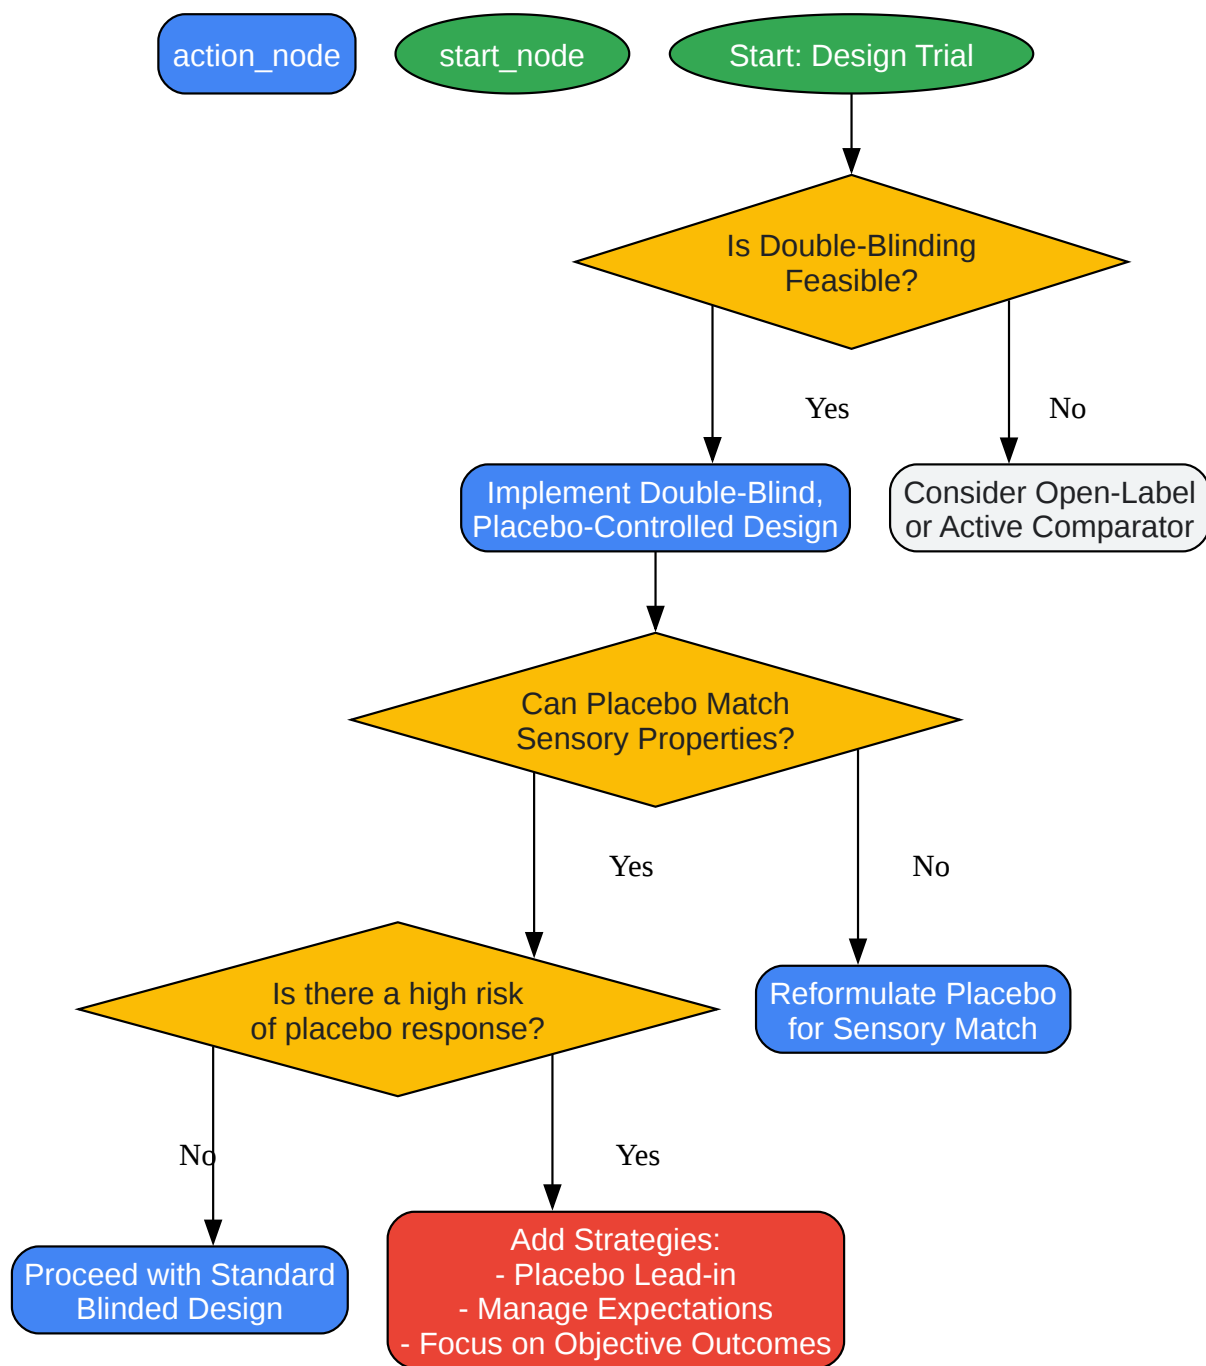 action_node
start_node
Start: Design Trial
Is Double-Blinding
Feasible?
Yes
No
Implement Double-Blind,
Placebo-Controlled Design
Consider Open-Label
or Active Comparator
Can Placebo Match
Sensory Properties?
Yes
No
Is there a high risk
of placebo response?
Reformulate Placebo
for Sensory Match
No
Yes
Proceed with Standard
Blinded Design
Add Strategies:
- Placebo Lead-in
- Manage Expectations
- Focus on Objective Outcomes